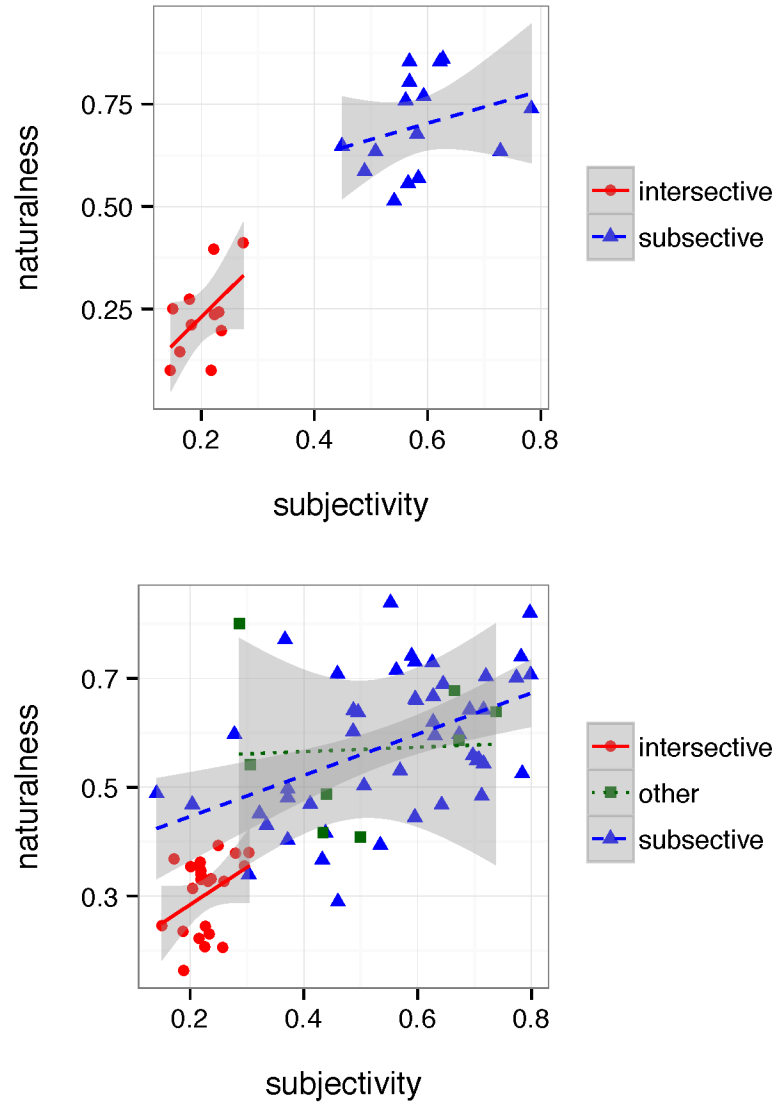 naturalness
0.75
0.50
0.25
0.2 0.4 0.6 0.8
subjectivity
intersective
subsective
naturalness
0.7
0.5
0.3
0.2 0.4 0.6 0.8
subjectivity
intersective
other
subsective